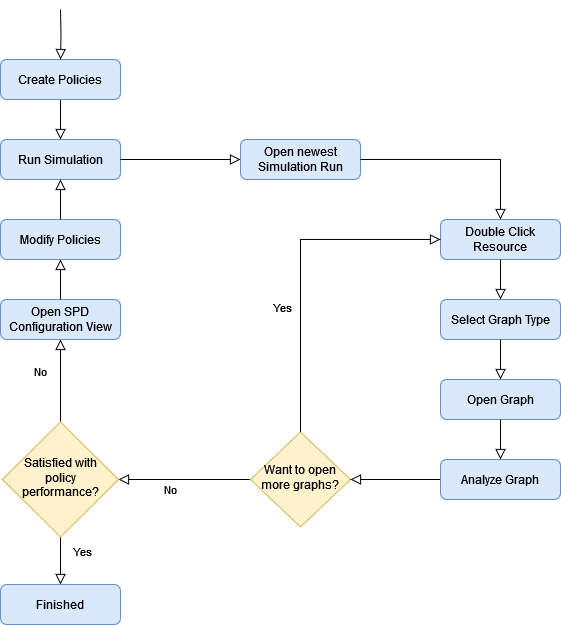 Create Policies
Run Simulation
Open newest
Simulation Run
Modify Policies
Double Click
Resource
Yes
Open SPD
Configuration View
Select Graph Type
No
Open Graph
Satisfied with
policy
performance?
Want to open
more graphs?
Analyze Graph
No
Yes
Finished